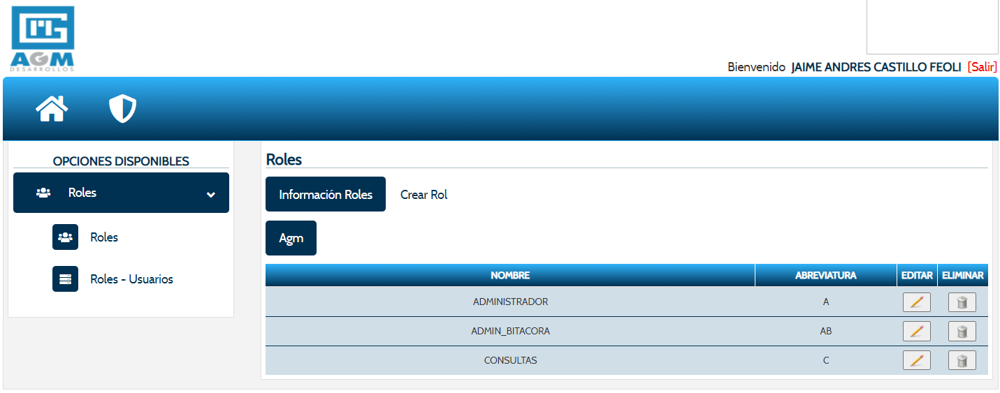 AGM
DESARROLLOS
Bienvenido JAIME ANDRES CASTILLO FEOLI [Salir]
OPCIONES DISPONIBLES
Roles
Roles
Roles - Usuarios
Roles
Información Roles Crear Rol
Agm
NOMBRE ABREVIATURA EDITAR ELIMINAR
ADMINISTRADOR A
ADMIN_BITACORA AB
CONSULTAS C